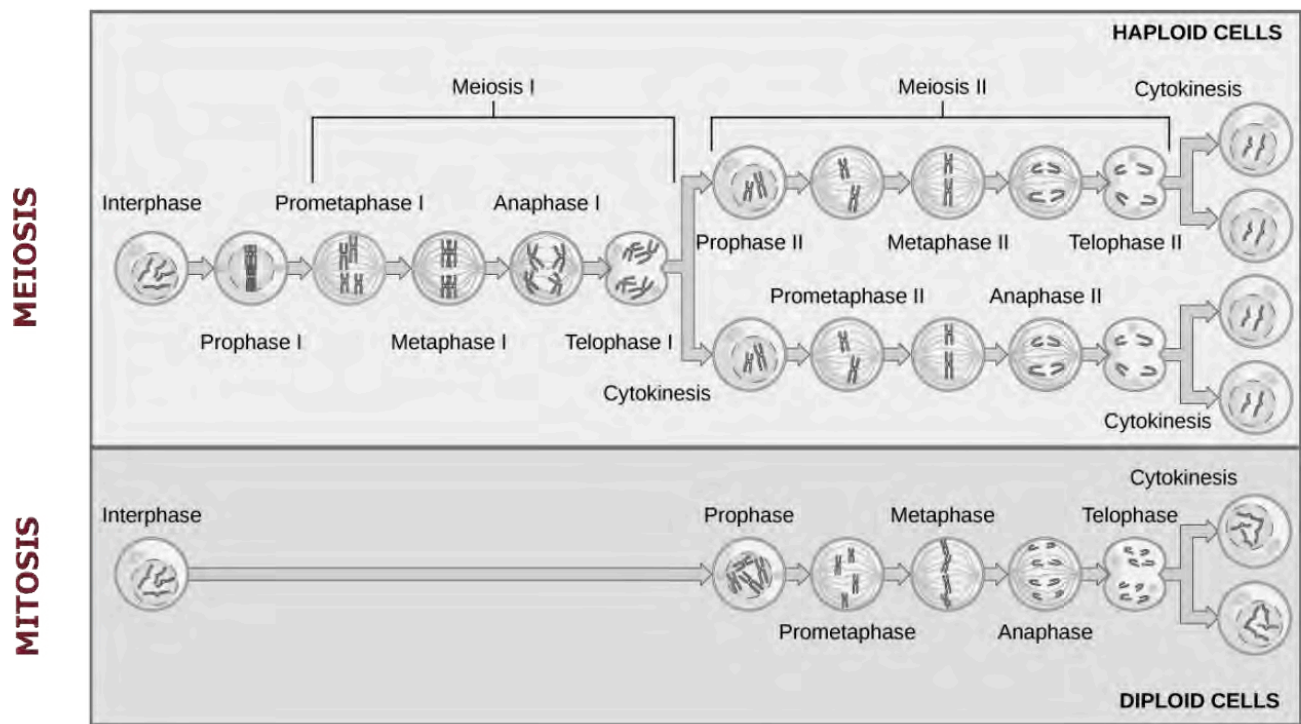 MEIOSIS
HAPLOID CELLS
Meiosis I
Meiosis II
Cytokinesis
Interphase
Prometaphase I
Anaphase I
Prophase II
Metaphase II
Telophase II
Prometaphase II
Anaphase II
Prophase I
Metaphase I
Telophase I
Cytokinesis
Cytokinesis
MITOSIS
Cytokinesis
Interphase
Prophase
Metaphase
Telophase
Prometaphase
Anaphase
DIPLOID CELLS